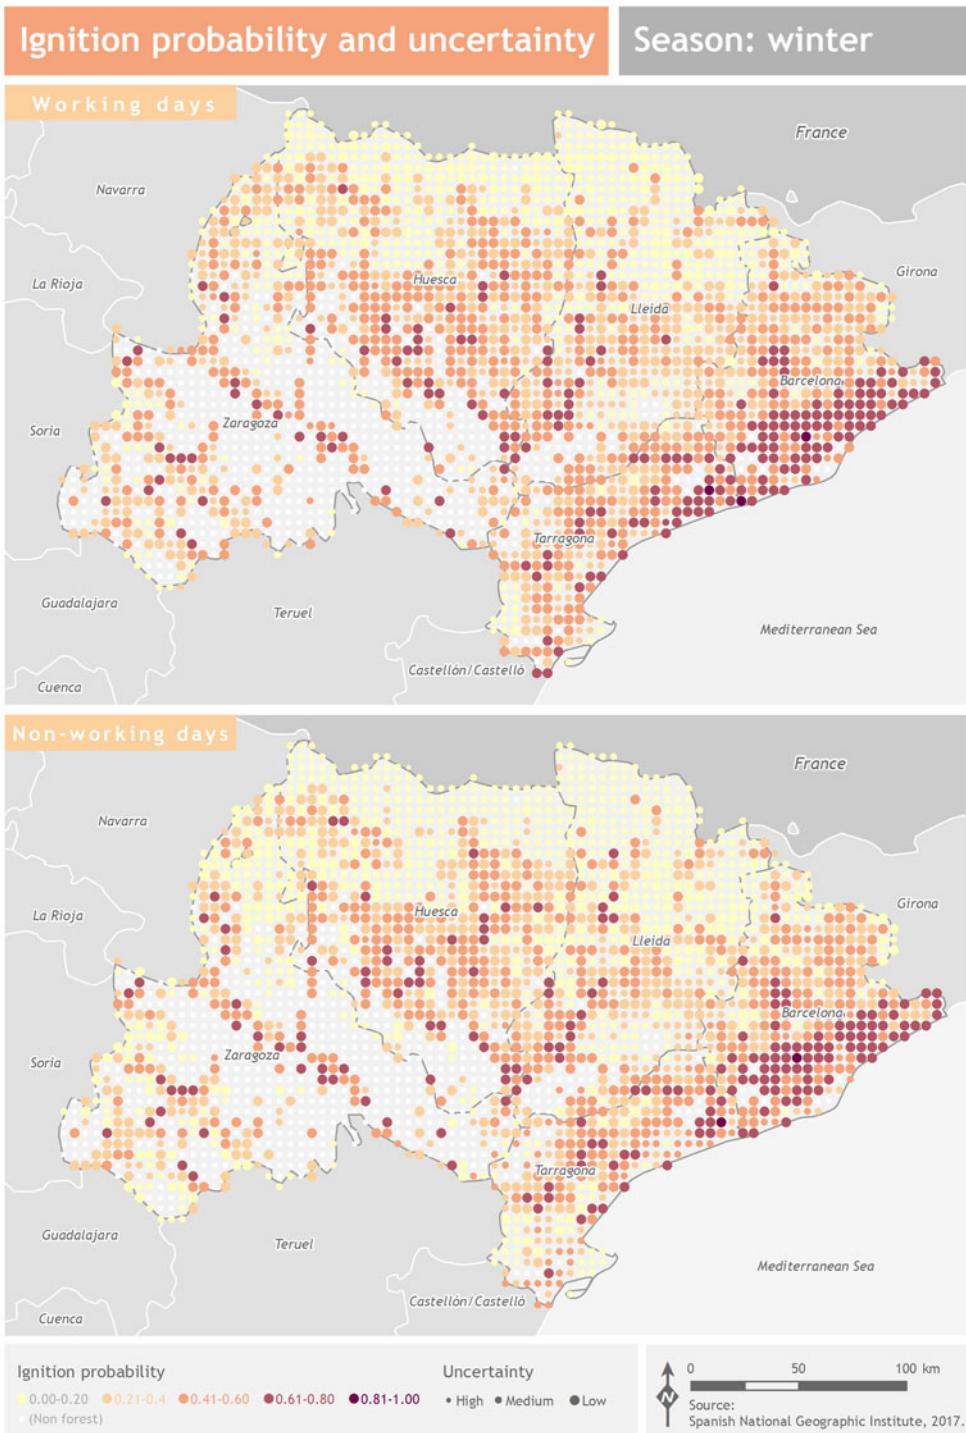 Ignition probability and uncertainty
Season: winter
Working days
France
Navarra
Girona
La Rioja
Huesca
Lleida
Barcelona
Soria
Zaragoza
Tarragona
Guadalajara
Teruel
Mediterranean Sea
Castellón/Castelló
Cuenca
Non-working days
France
Navarra
Girona
La Rioja
Huesca
Lleida
Barcelona
Soria
Zaragoza
Tarragona
Guadalajara
Teruel
Mediterranean Sea
Castellón/Castelló
Cuenca
Ignition probability
0.00-0.20 0.21-0.4 0.41-0.60 0.61-0.80 0.81-1.00
(Non forest)
Uncertainty
High Medium Low
N
0 50 100 km
Source:
Spanish National Geographic Institute, 2017.